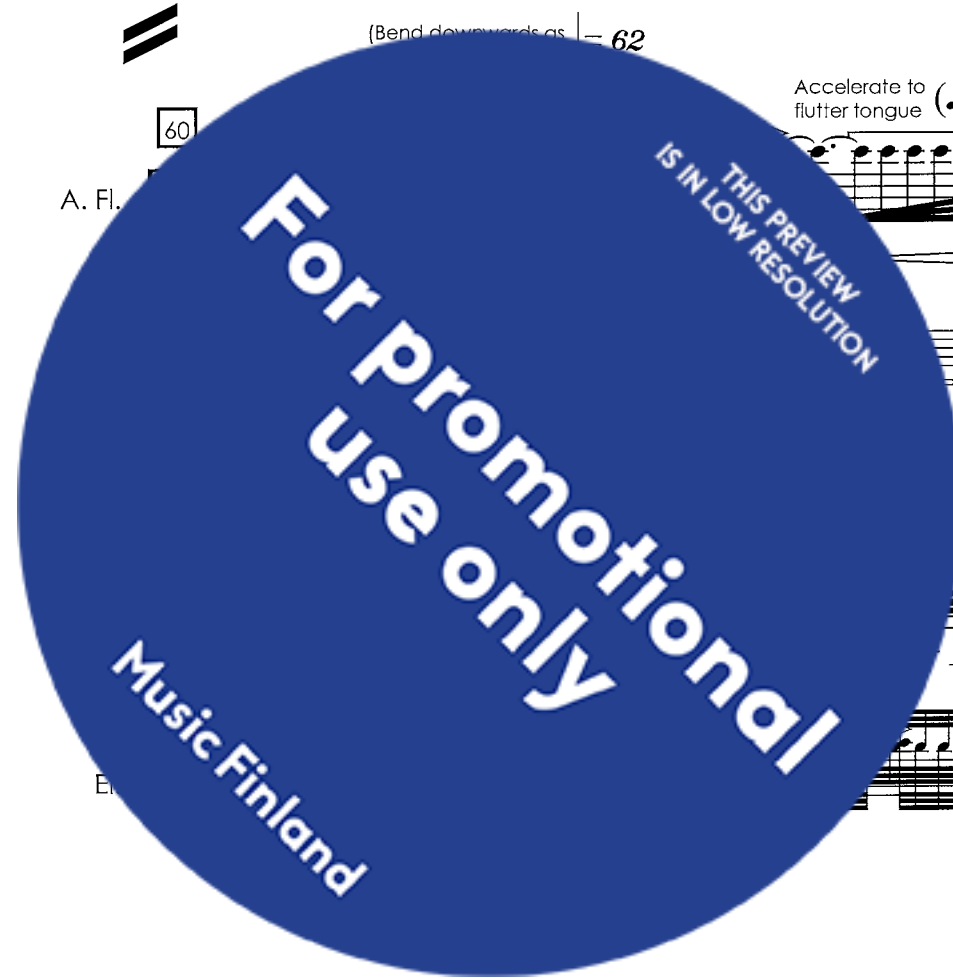 (Bend downwards as
= 62
Accelerate to
flutter tongue
60
A. Fl.
THIS PREVIEW
IS IN LOW RESOLUTION
For promotional
use only
Music Finland